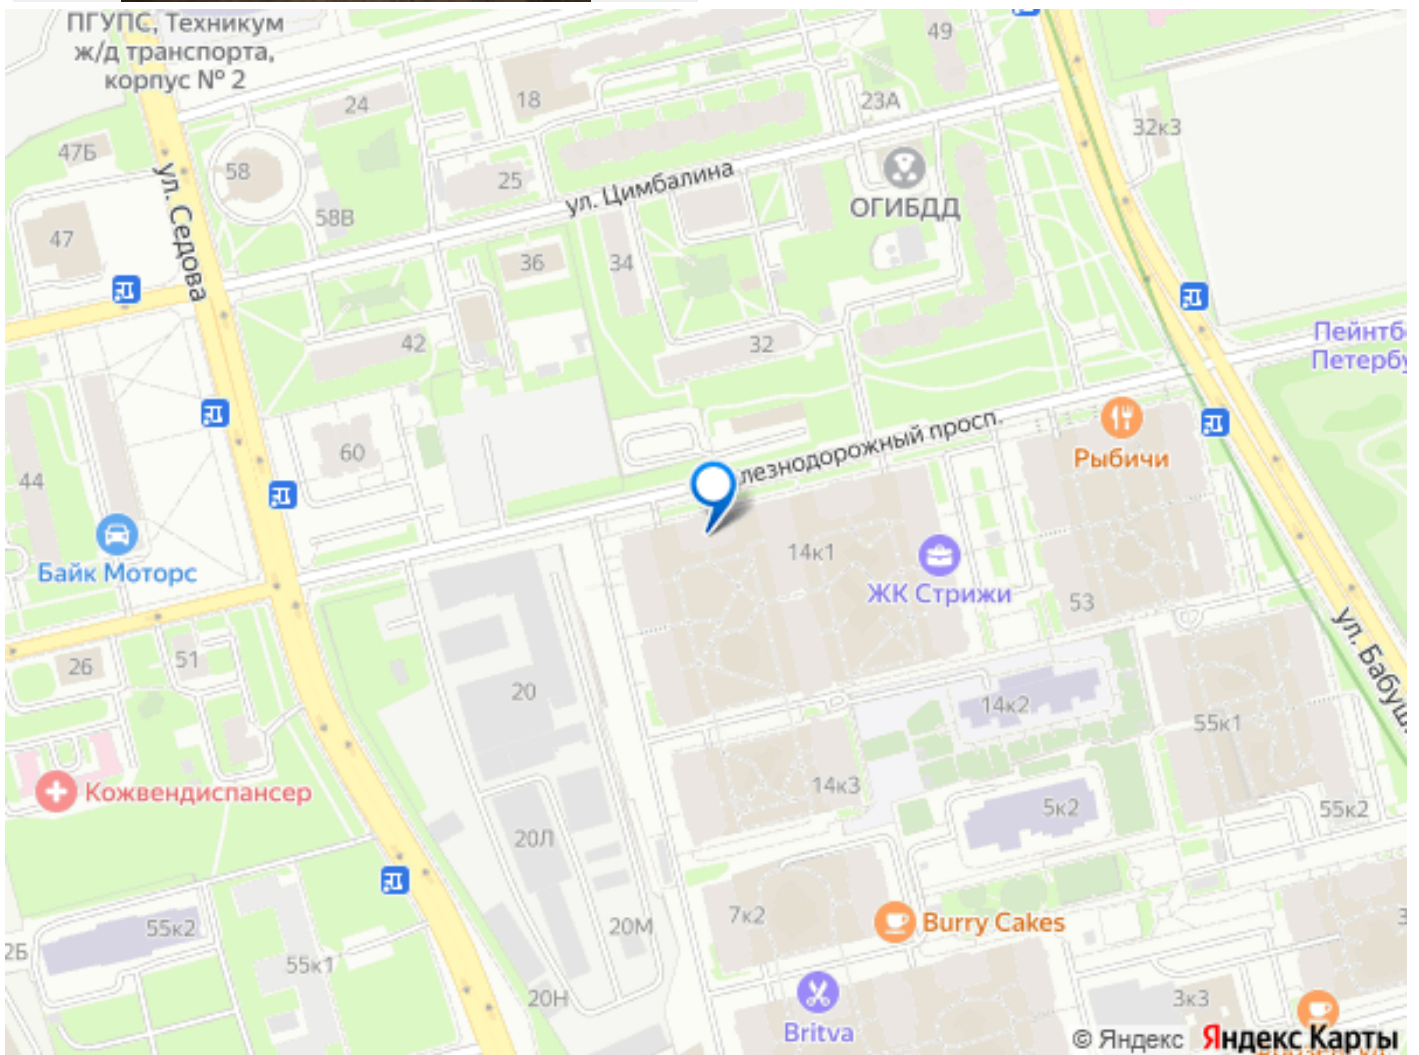 ПГУПС, Техникум
ж/д транспорта,
корпус № 2
49
24
18
23А
32к3
47Б
58
25
ул. Цимбалина
ОГИБДД
ул. Седова
58В
47
36
34
42
32
Пейнтб
Петербу
лезнодорожный просп.
Рыбичи
60
44
Байк Моторс
14к1
ЖК Стрижи
53
ул. Бабуш
26
51
20
14к2
55к1
Кожвендиспансер
14к3
5к2
55к2
20Л
7к2
Burry Cakes
20М
55к2
2Б
55к1
20Н
Britva
3к3
© Яндекс Яндекс Карты